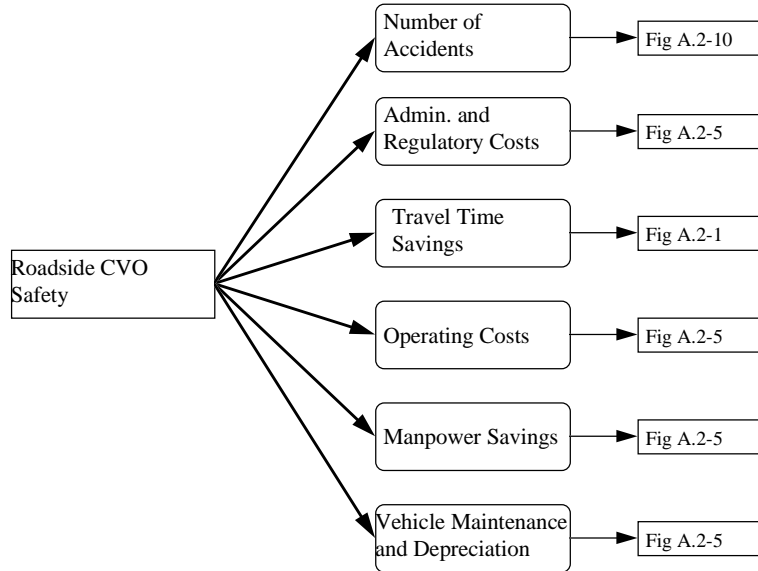 Number of
Accidents
Fig A.2-10
Admin. and
Regulatory Costs
Fig A.2-5
Travel Time
Savings
Fig A.2-1
Roadside CVO
Safety
Operating Costs
Fig A.2-5
Manpower Savings
Fig A.2-5
Vehicle Maintenance
and Depreciation
Fig A.2-5